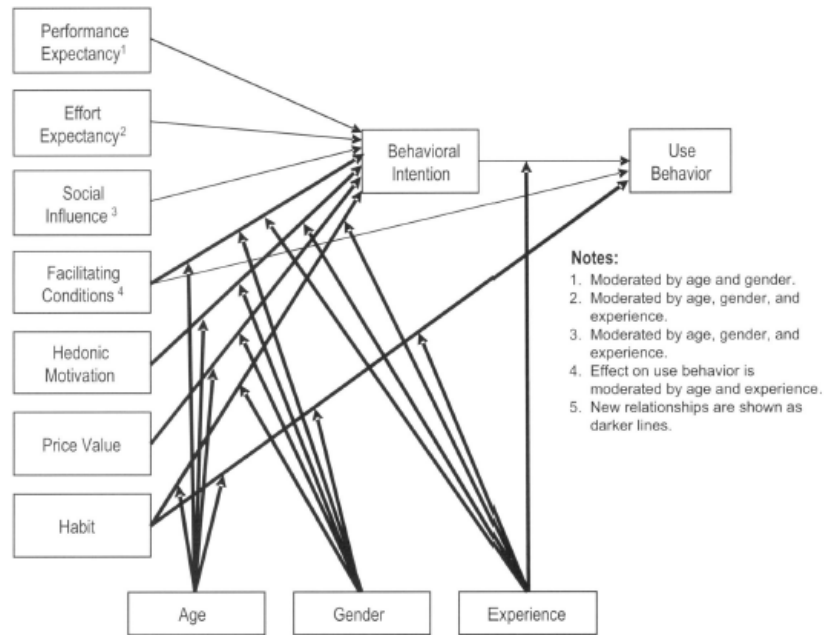 Performance
Expectancy1
Effort
Expectancy2
Social
Influence 3
Facilitating
Conditions 4
Hedonic
Motivation
Price Value
Habit
Behavioral
Intention
Use
Behavior
Notes:
1. Moderated by age and gender.
2. Moderated by age, gender, and
experience.
3. Moderated by age, gender, and
experience.
4. Effect on use behavior is
moderated by age and experience.
5. New relationships are shown as
darker lines.
Age
Gender
Experience